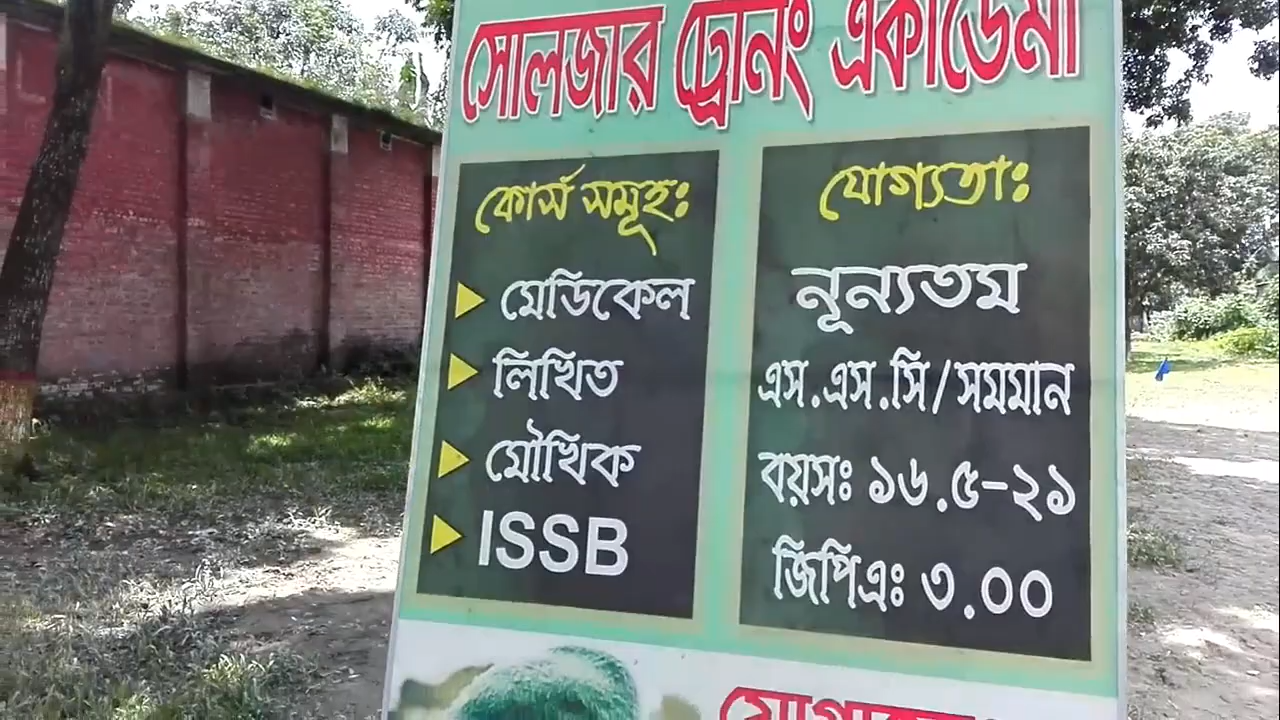 সোলজার ট্রেনিং একাডেমী
কোর্স সমূহঃ
মেডিকেল
লিখিত
মৌখিক
ISSB
যোগ্যতাঃ
নূন্যতম
এস.এস.সি/সমমান
বয়সঃ ১৬.৫-২১
জিপিএঃ ৩.০০